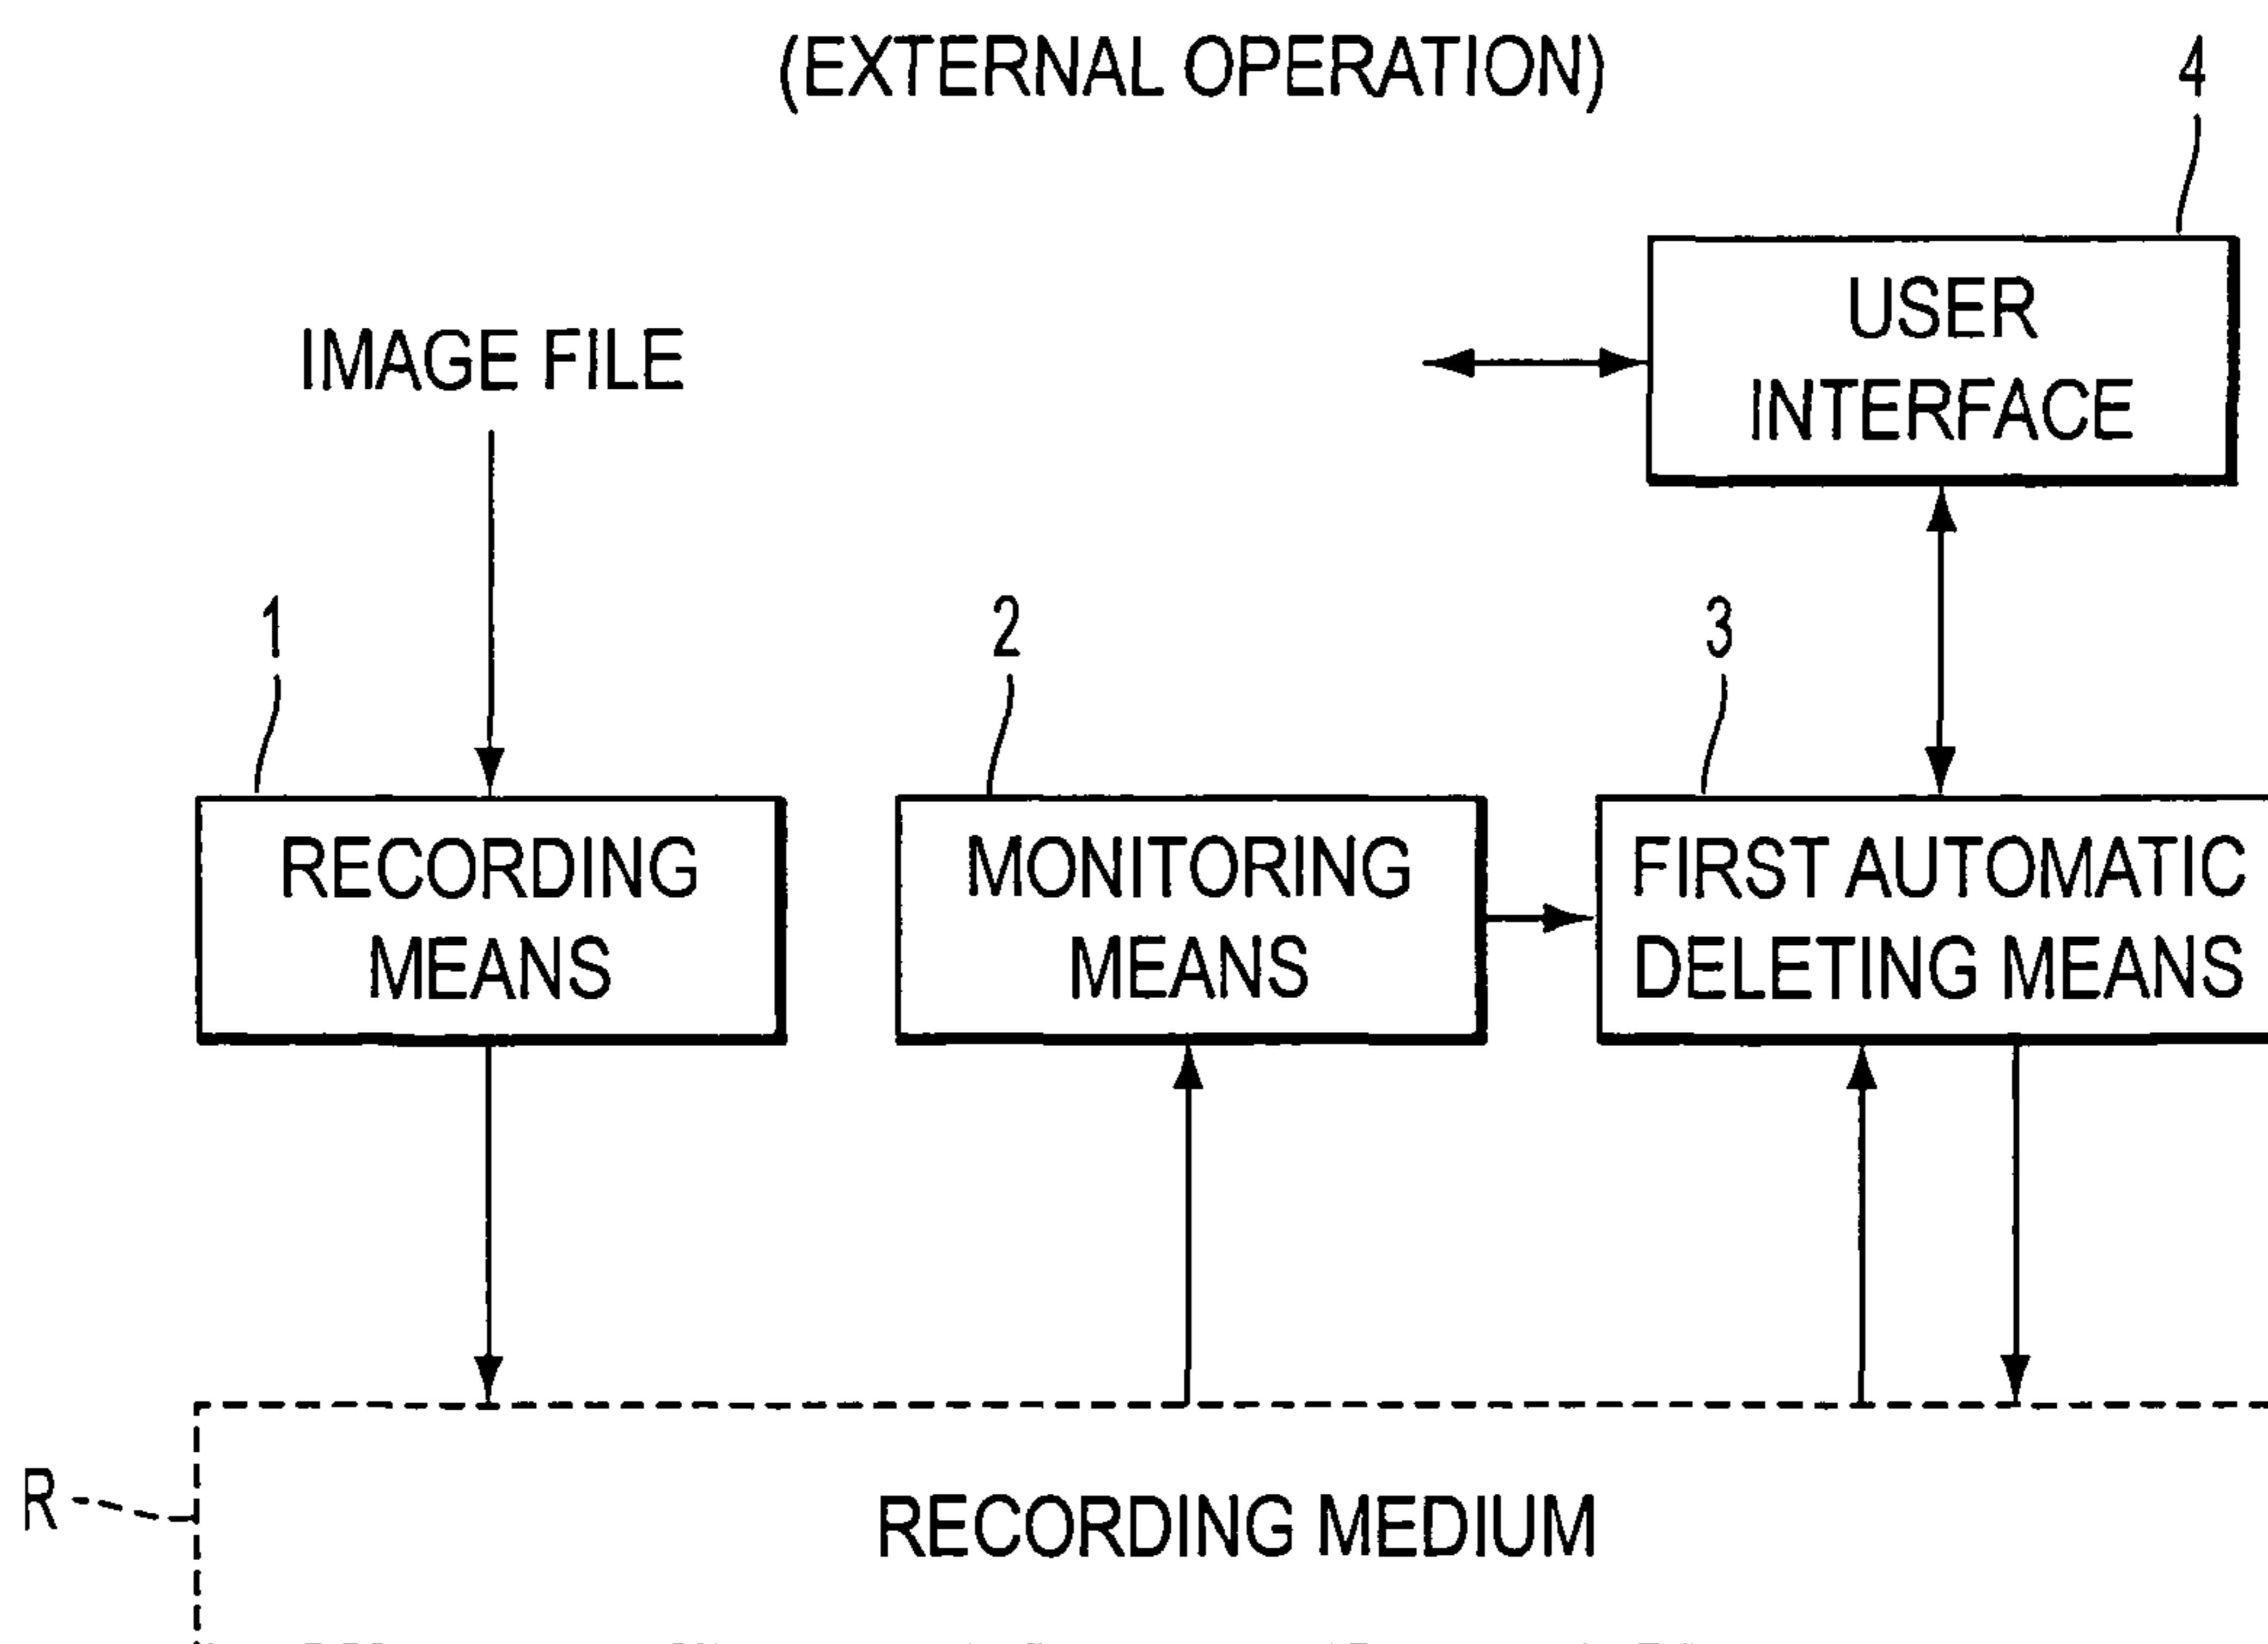 (EXTERNAL OPERATION)
4
USER
INTERFACE
IMAGE FILE
1
2
3
RECORDING
MEANS
MONITORING
MEANS
FIRST AUTOMATIC
DELETING MEANS
R
RECORDING MEDIUM